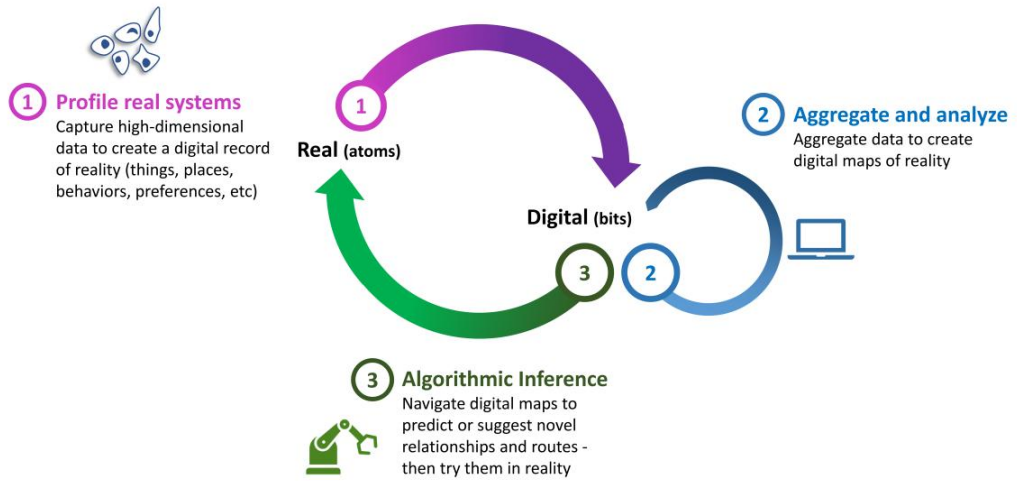 1 Profile real systems
Capture high-dimensional
data to create a digital record
of reality (things, places,
behaviors, preferences, etc)
1
Real (atoms)
2 Aggregate and analyze
Aggregate data to create
digital maps of reality
Digital (bits)
3
2
3 Algorithmic Inference
Navigate digital maps to
predict or suggest novel
relationships and routes -
then try them in reality